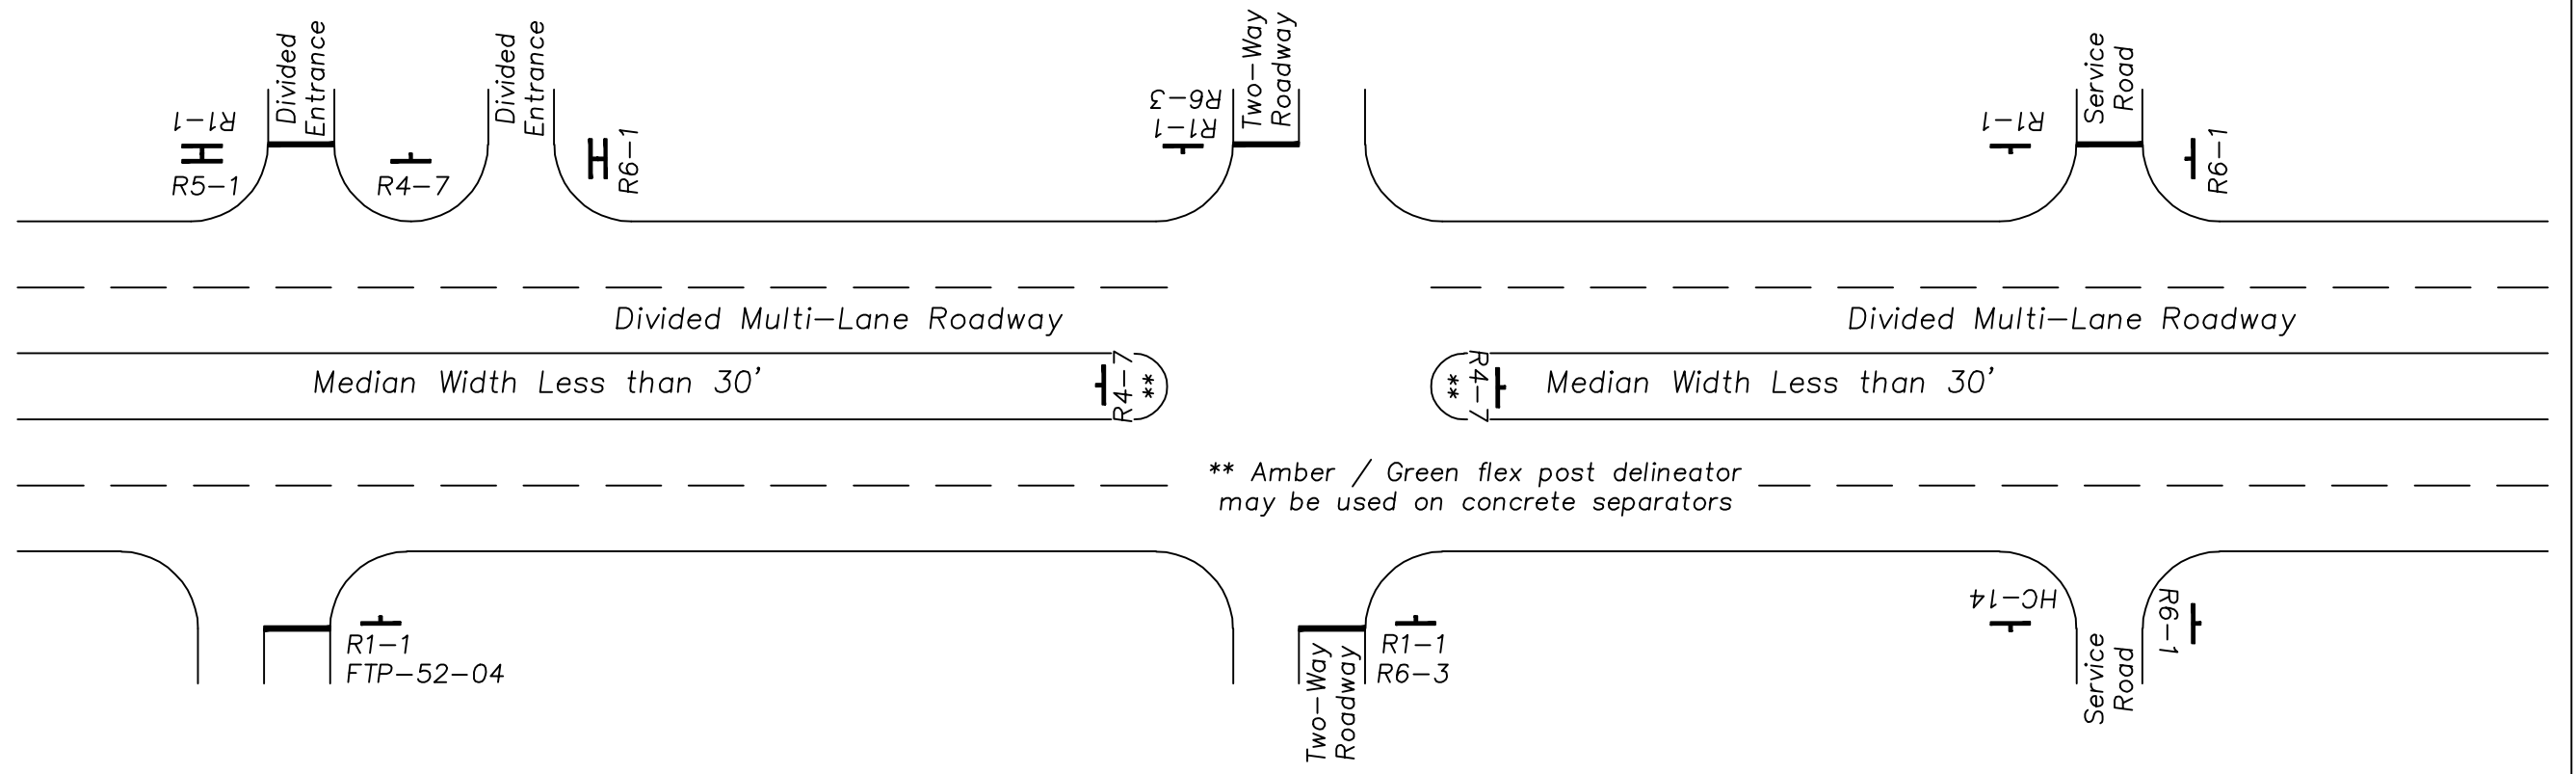 Divided
Entrance
Divided
Entrance
Two-Way
Roadway
Service
Road
R1-1
R5-1
R4-7
R6-1
R6-3
R1-1
R1-1
R6-1
Divided Multi-Lane Roadway
Divided Multi-Lane Roadway
Median Width Less than 30'
R4-7
**
**
R4-7
Median Width Less than 30'
** Amber / Green flex post delineator
may be used on concrete separators
R1-1
FTP-52-04
R1-1
R6-3
Two-Way
Roadway
HC-14
R6-1
Service
Road